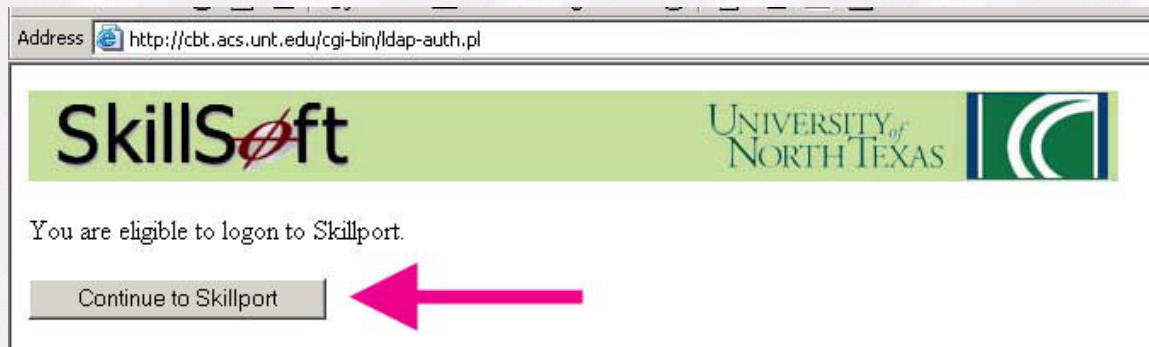 Address http://cbt.acs.unt.edu/cgi-bin/ldap-auth.pl
SkillSoft
UNIVERSITY of
NORTH TEXAS
You are eligible to logon to Skillport.
Continue to Skillport